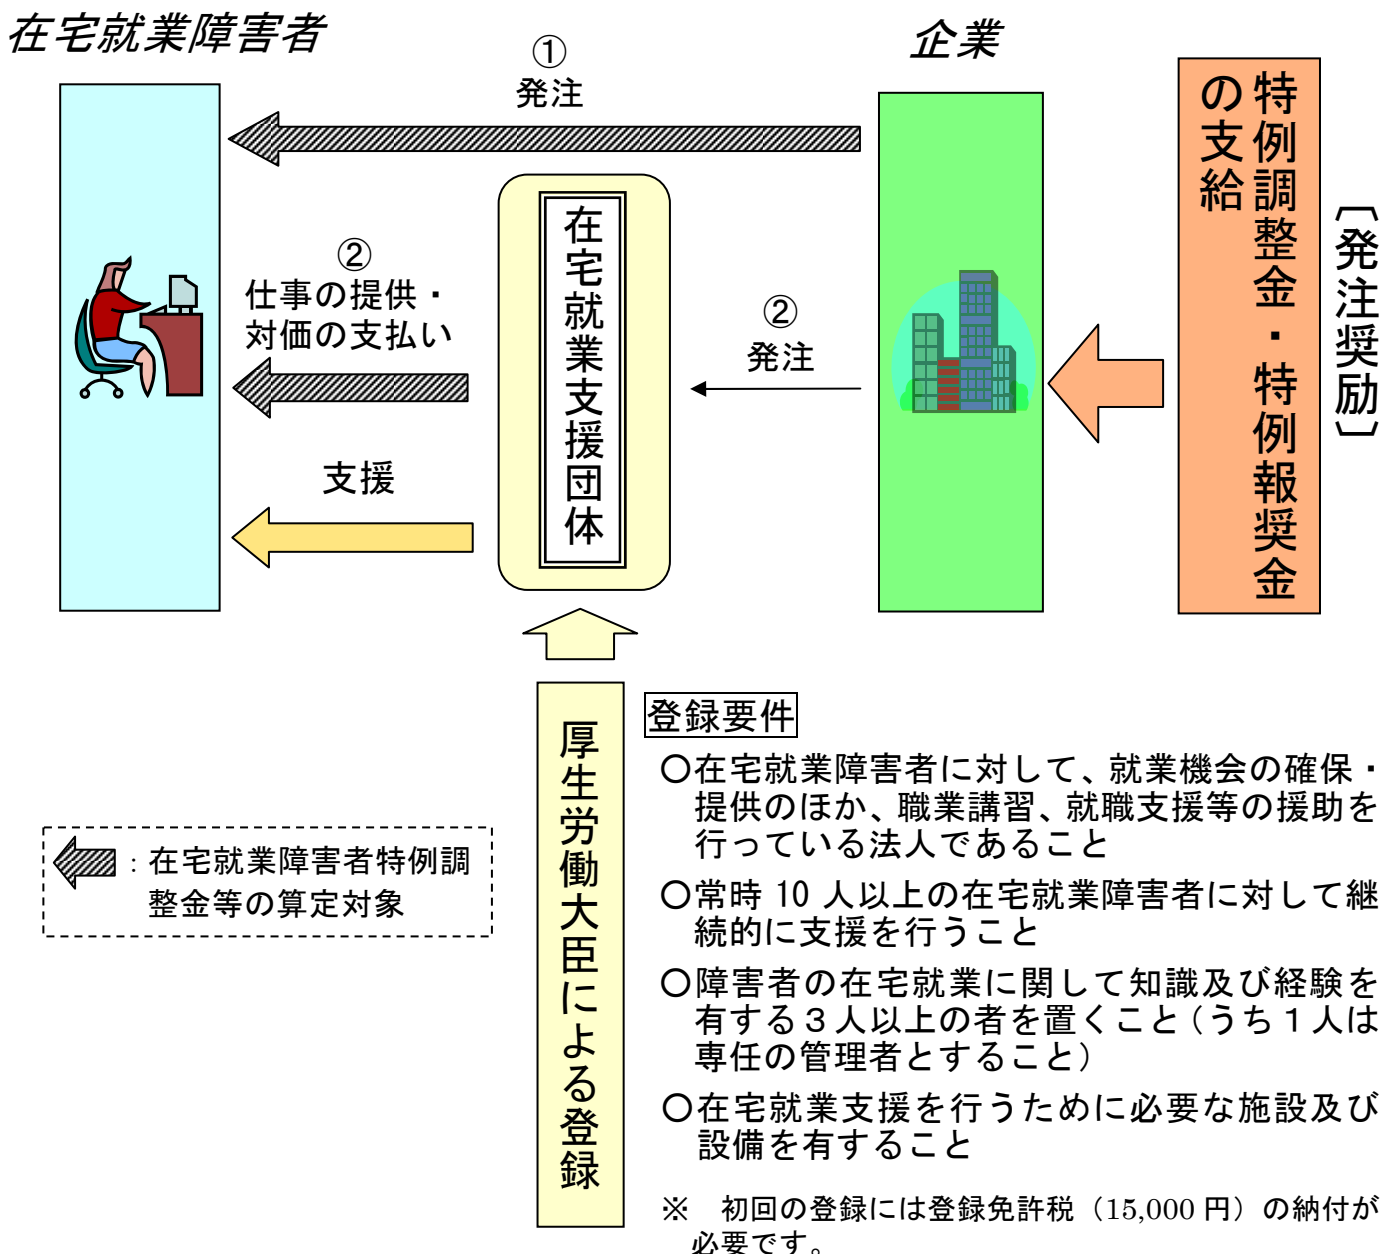 在宅就業障害者
企業
①
発注
特例調整金・特例報奨金
の支給
〔発注奨励〕
在宅就業支援団体
②
仕事の提供・
対価の支払い
②
発注
支援
厚生労働大臣による登録
登録要件
〇在宅就業障害者に対して、就業機会の確保・
提供のほか、職業講習、就職支援等の援助を
行っている法人であること
〇常時 10 人以上の在宅就業障害者に対して継
続的に支援を行うこと
〇障害者の在宅就業に関して知識及び経験を
有する３人以上の者を置くこと（うち１人は
専任の管理者とすること）
〇在宅就業支援を行うために必要な施設及び
設備を有すること
※　初回の登録には登録免許税（15,000 円）の納付が
必要です。
：在宅就業障害者特例調
整金等の算定対象